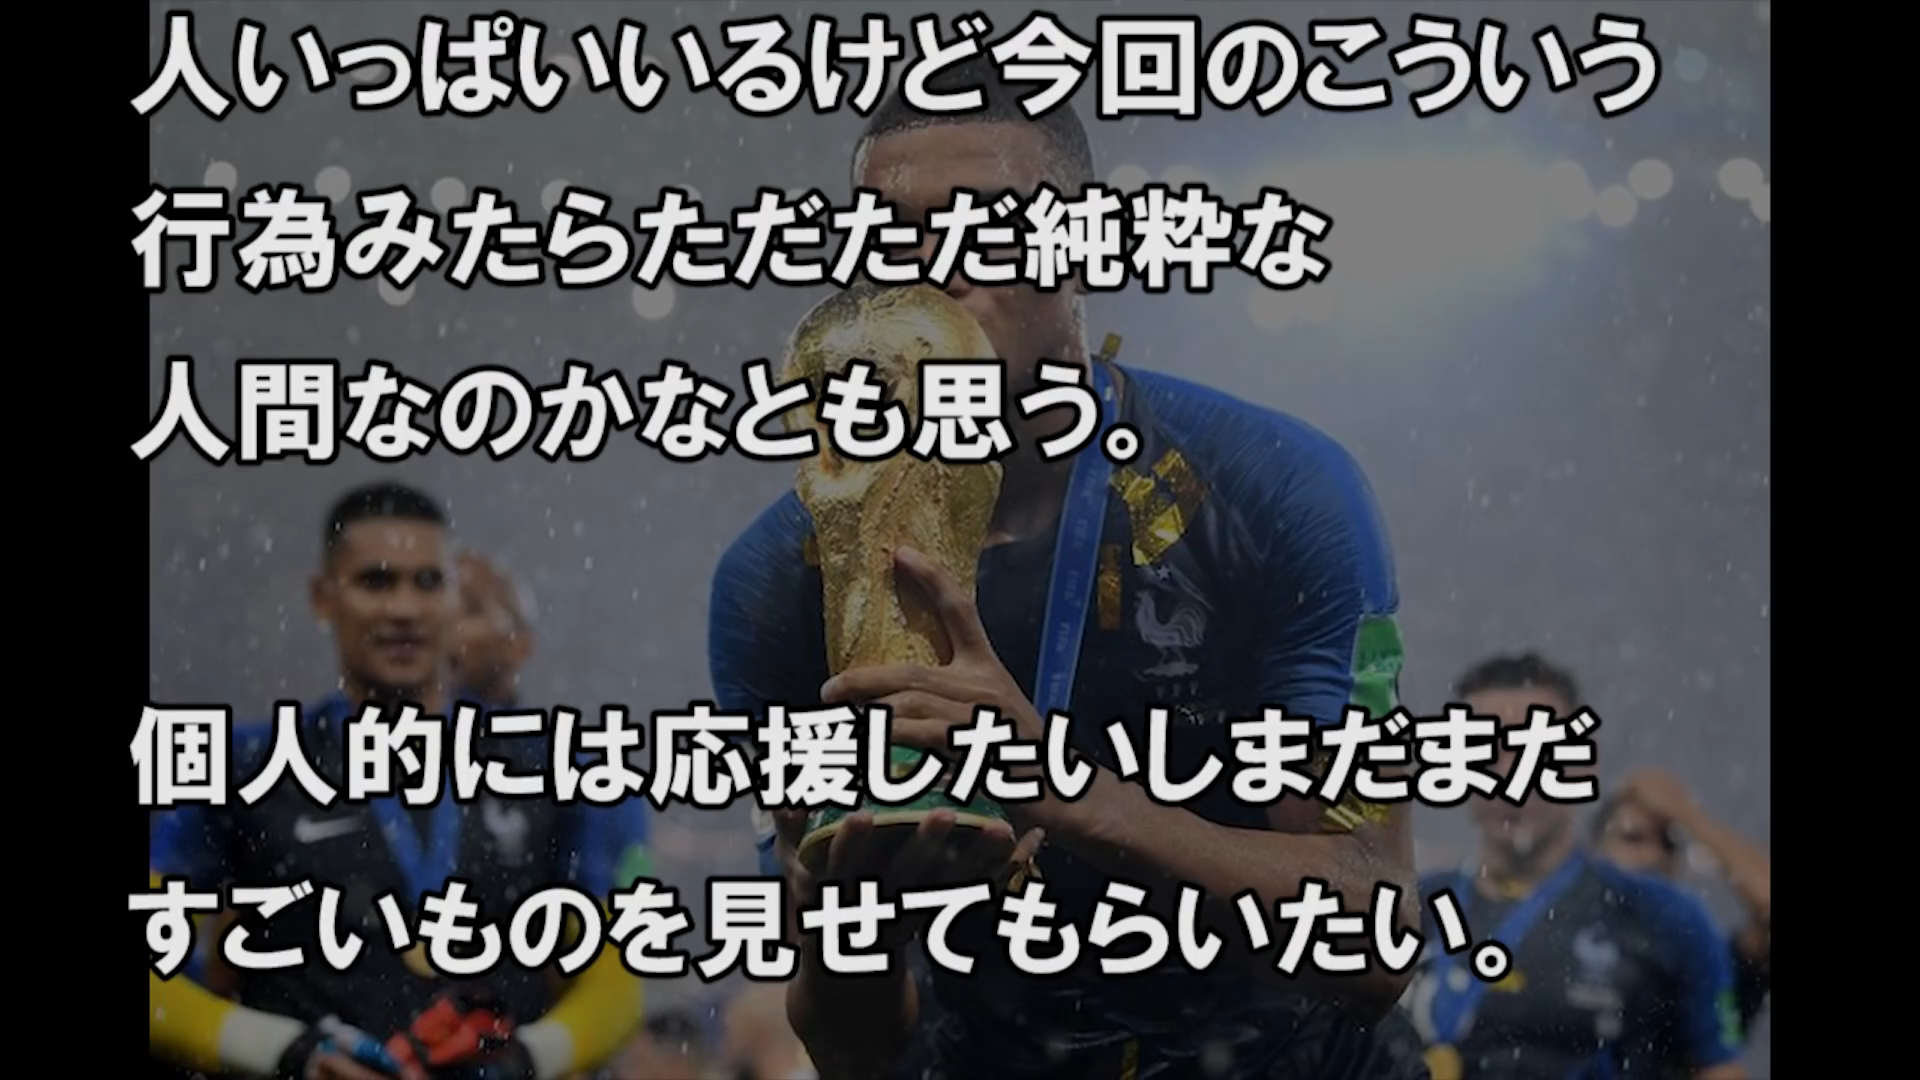 人いっぱいいるけど今回のこういう
行為みたらただただ純粋な
人間なのかなとも思う。
個人的には応援したいしまだまだ
すごいものを見せてもらいたい。